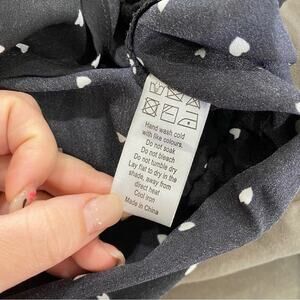 Hand wash cold
with like colours.
Do not soak
Do not bleach
Do not tumble dry
Lay flat to dry in the
shade, away from
direct heat
Cool iron
Made in China